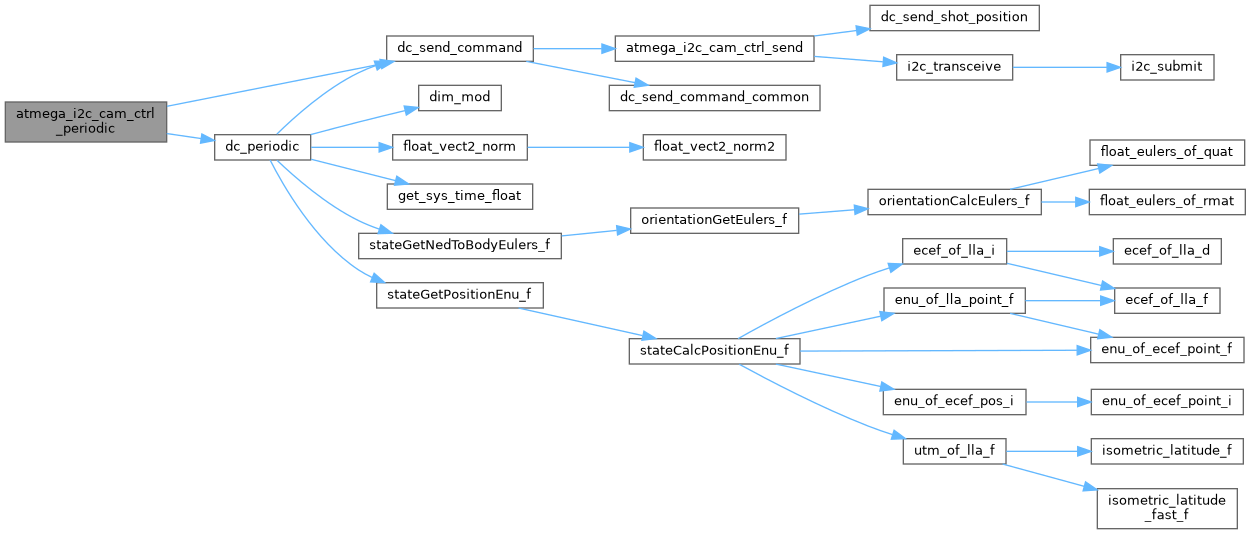 atmega_i2c_cam_ctrl
_periodic
dc_periodic
dc_send_command
dim_mod
float_vect2_norm
get_sys_time_float
stateGetNedToBodyEulers_f
stateGetPositionEnu_f
atmega_i2c_cam_ctrl_send
dc_send_command_common
float_vect2_norm2
orientationGetEulers_f
stateCalcPositionEnu_f
dc_send_shot_position
i2c_transceive
orientationCalcEulers_f
ecef_of_lla_i
enu_of_lla_point_f
enu_of_ecef_pos_i
utm_of_lla_f
i2c_submit
float_eulers_of_quat
float_eulers_of_rmat
ecef_of_lla_d
ecef_of_lla_f
enu_of_ecef_point_f
enu_of_ecef_point_i
isometric_latitude_f
isometric_latitude
_fast_f